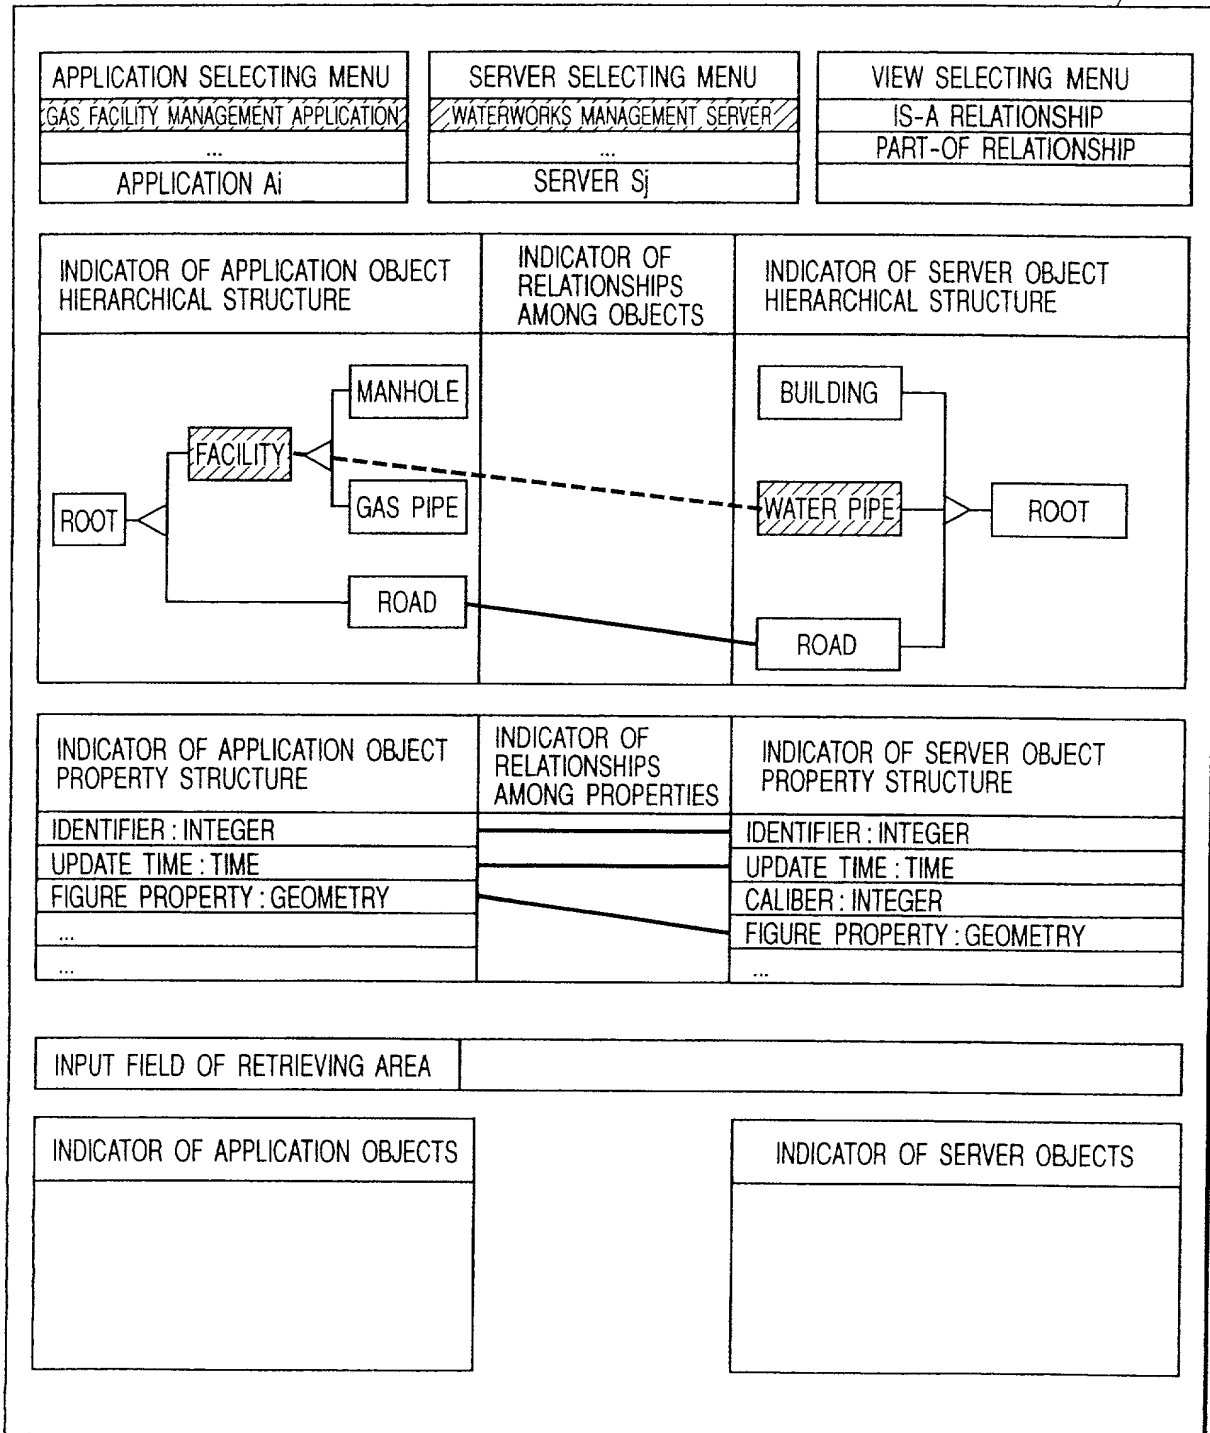 APPLICATION SELECTING MENU
GAS FACILITY MANAGEMENT APPLICATION
...
APPLICATION Ai
SERVER SELECTING MENU
WATERWORKS MANAGEMENT SERVER
...
SERVER Sj
VIEW SELECTING MENU
IS-A RELATIONSHIP
PART-OF RELATIONSHIP
INDICATOR OF APPLICATION OBJECT
HIERARCHICAL STRUCTURE
INDICATOR OF
RELATIONSHIPS
AMONG OBJECTS
INDICATOR OF SERVER OBJECT
HIERARCHICAL STRUCTURE
ROOT
FACILITY
MANHOLE
GAS PIPE
ROAD
BUILDING
WATER PIPE
ROAD
ROOT
INDICATOR OF APPLICATION OBJECT
PROPERTY STRUCTURE
INDICATOR OF
RELATIONSHIPS
AMONG PROPERTIES
INDICATOR OF SERVER OBJECT
PROPERTY STRUCTURE
IDENTIFIER : INTEGER
UPDATE TIME : TIME
FIGURE PROPERTY : GEOMETRY
...
...
IDENTIFIER : INTEGER
UPDATE TIME : TIME
CALIBER : INTEGER
FIGURE PROPERTY : GEOMETRY
...
INPUT FIELD OF RETRIEVING AREA
INDICATOR OF APPLICATION OBJECTS
INDICATOR OF SERVER OBJECTS